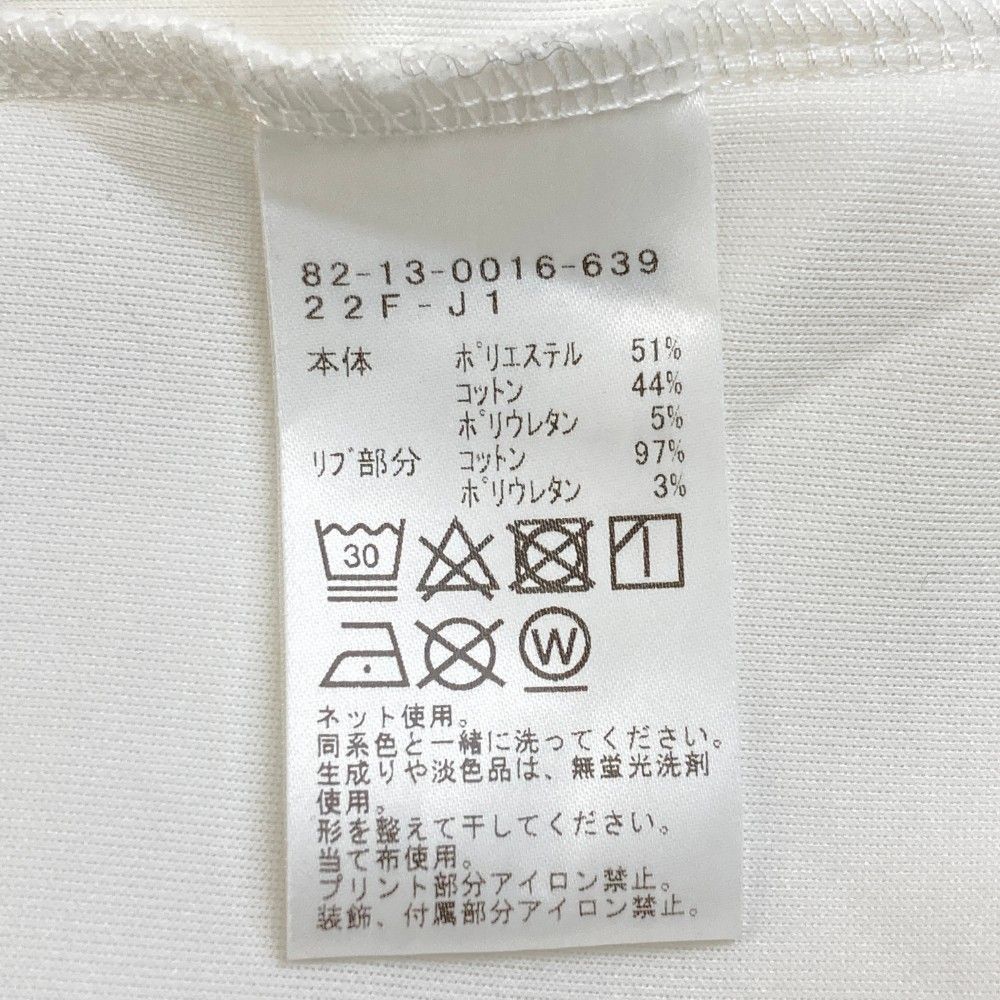 82-13-0016-639
22F-J1
本体 ポリエステル 51%
コットン 44%
ポリウレタン 5%
リブ部分 コットン 97%
ポリウレタン 3%
30
W
ネット使用。
同系色と一緒に洗ってください。
生成りや淡色品は、無蛍光洗剤
使用。
形を整えて干してください。
当て布使用。
プリント部分アイロン禁止。
装飾、付属部分アイロン禁止。